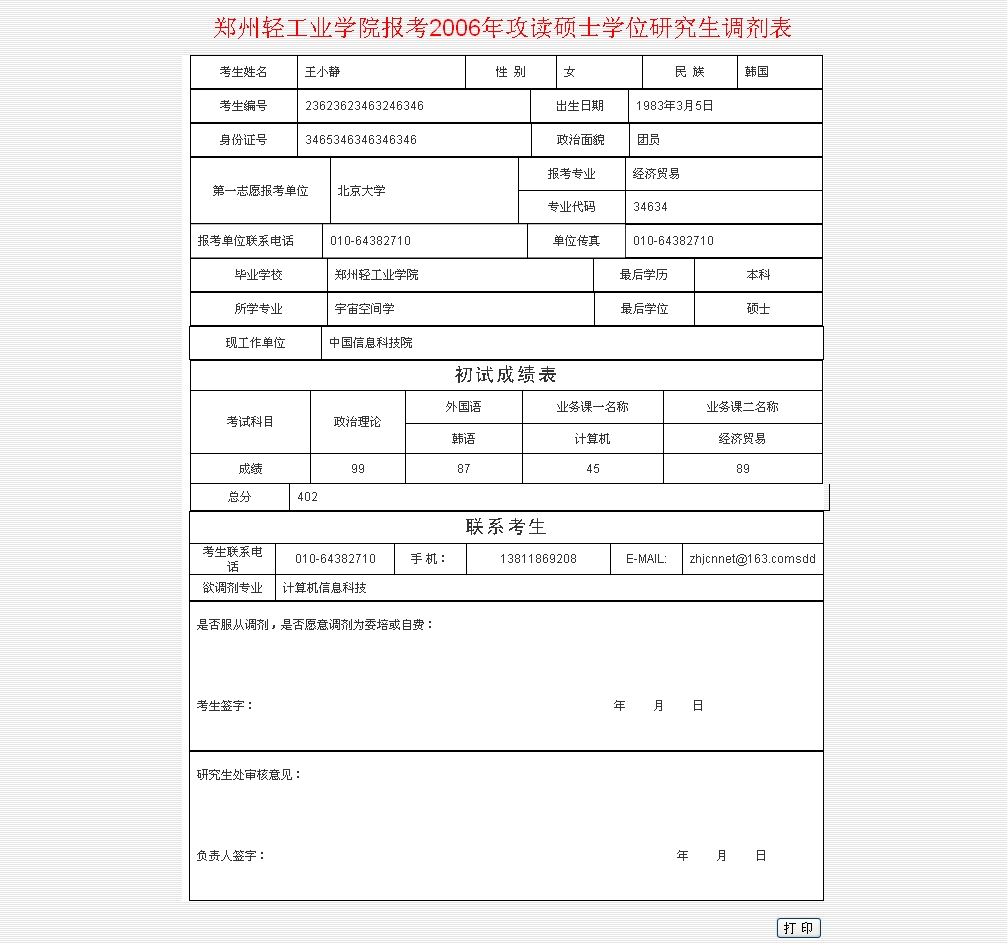 郑州轻工业学院报考2006年攻读硕士学位研究生调剂表
考生姓名 王小静 性 别 女 民 族 韩国
考生编号 23623623463246346 出生日期 1983年3月5日
身份证号 3465346346346346 政治面貌 团员
第一志愿报考单位 北京大学 报考专业 经济贸易
专业代码 34634
报考单位联系电话 010-64382710 单位传真 010-64382710
毕业学校 郑州轻工业学院 最后学历 本科
所学专业 宇宙空间学 最后学位 硕士
现工作单位 中国信息科技院
初试成绩表
考试科目 政治理论 外国语 业务课一名称 业务课二名称
韩语 计算机 经济贸易
成绩 99 87 45 89
总分 402
联系考生
考生联系电话 010-64382710 手 机： 13811869208 E-MAIL: zhjcnnet@163.comsdd
欲调剂专业 计算机信息科技
是否服从调剂，是否愿意调剂为委培或自费：
考生签字： 年 月 日
研究生处审核意见：
负责人签字： 年 月 日
打 印